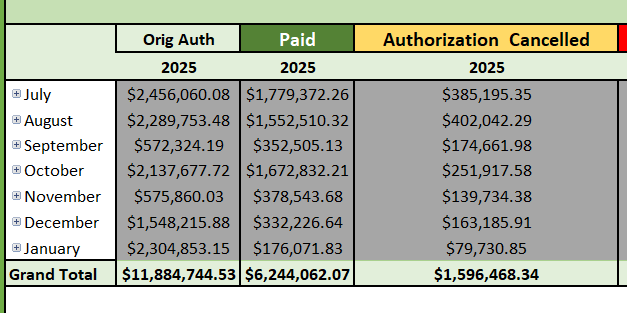 Orig Auth Paid Authorization Cancelled
2025 2025 2025
July $2,456,060.08 $1,779,372.26 $385,195.35
August $2,289,753.48 $1,552,510.32 $402,042.29
September $572,324.19 $352,505.13 $174,661.98
October $2,137,677.72 $1,672,832.21 $251,917.58
November $575,860.03 $378,543.68 $139,734.38
December $1,548,215.88 $332,226.64 $163,185.91
January $2,304,853.15 $176,071.83 $79,730.85
Grand Total $11,884,744.53 $6,244,062.07 $1,596,468.34